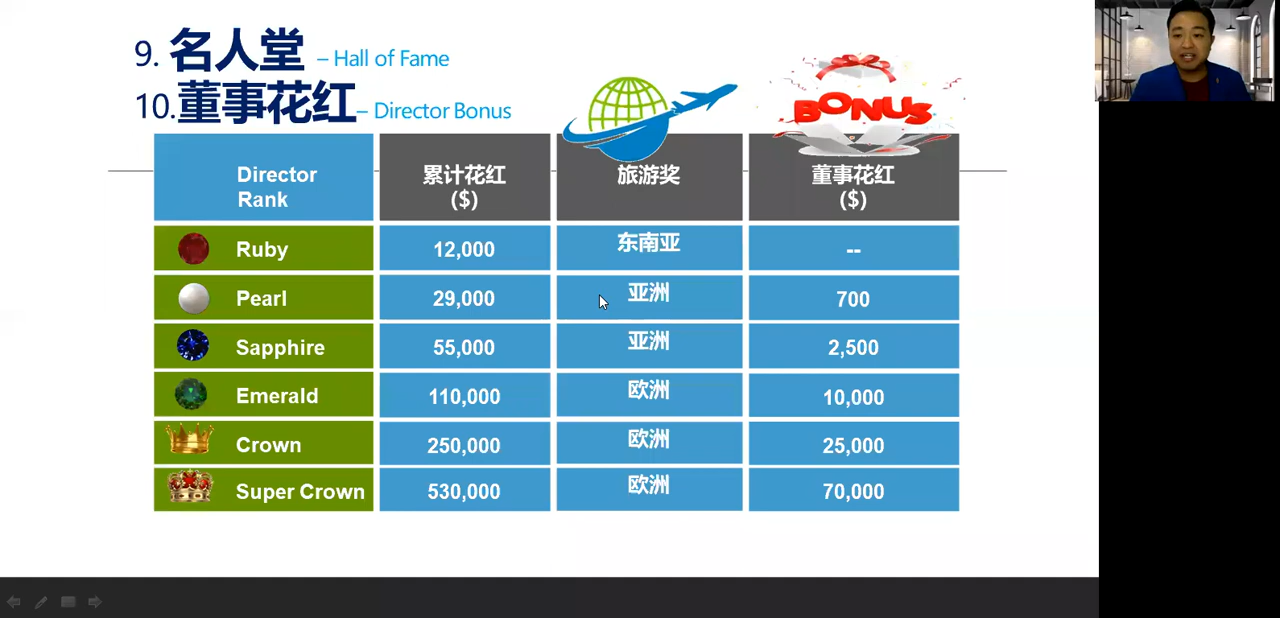 9. 名人堂 – Hall of Fame
10.董事花红– Director Bonus
BONUS
Director Rank 累计花红 ($) 旅游奖 董事花红 ($)
Ruby 12,000 东南亚 --
Pearl 29,000 亚洲 700
Sapphire 55,000 亚洲 2,500
Emerald 110,000 欧洲 10,000
Crown 250,000 欧洲 25,000
Super Crown 530,000 欧洲 70,000